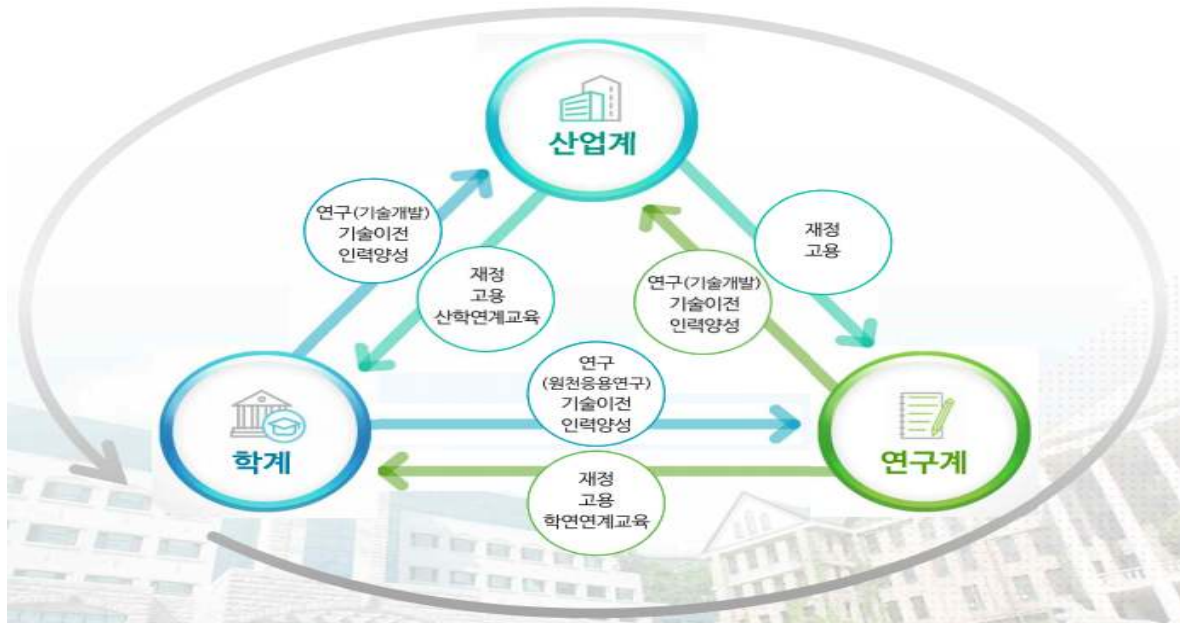 산업계
연구(기술개발)
기술이전
인력양성
재정
고용
재정
고용
산학연계교육
연구(기술개발)
기술이전
인력양성
연구
(원천응용연구)
기술이전
인력양성
학계
연구계
재정
고용
학연연계교육